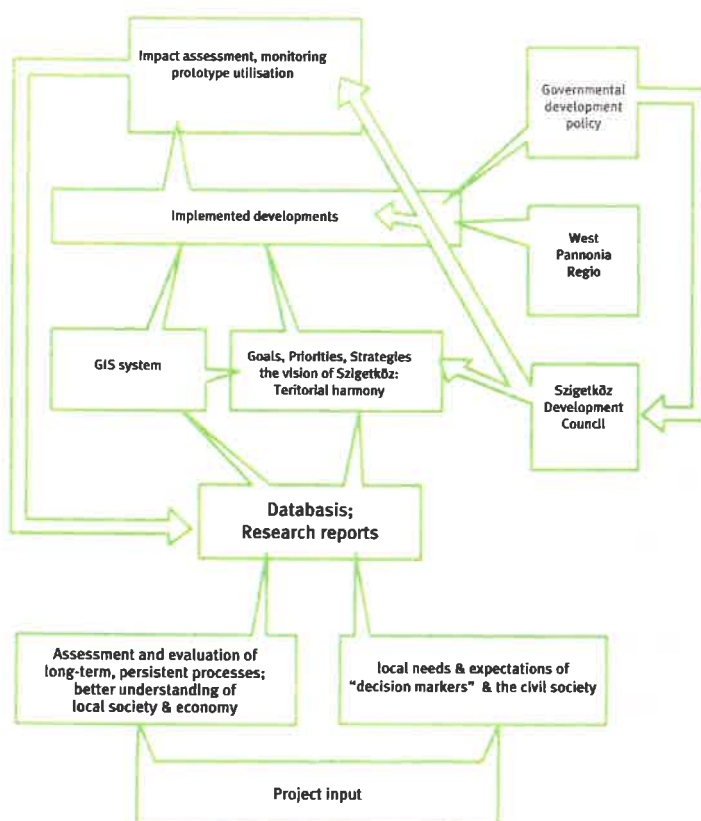 Impact assessment, monitoring
prototype utilisation
Governmental
development
policy
Implemented developments
West
Pannonia
Regio
GIS system
Goals, Priorities, Strategies
the vision of Szigetköz:
Teritorial harmony
Szigetköz
Development
Council
Databasis;
Research reports
Assessment and evaluation of
long-term, persistent processes;
better understanding of
local society & economy
local needs & expectations of
"decision markers" & the civil society
Project input